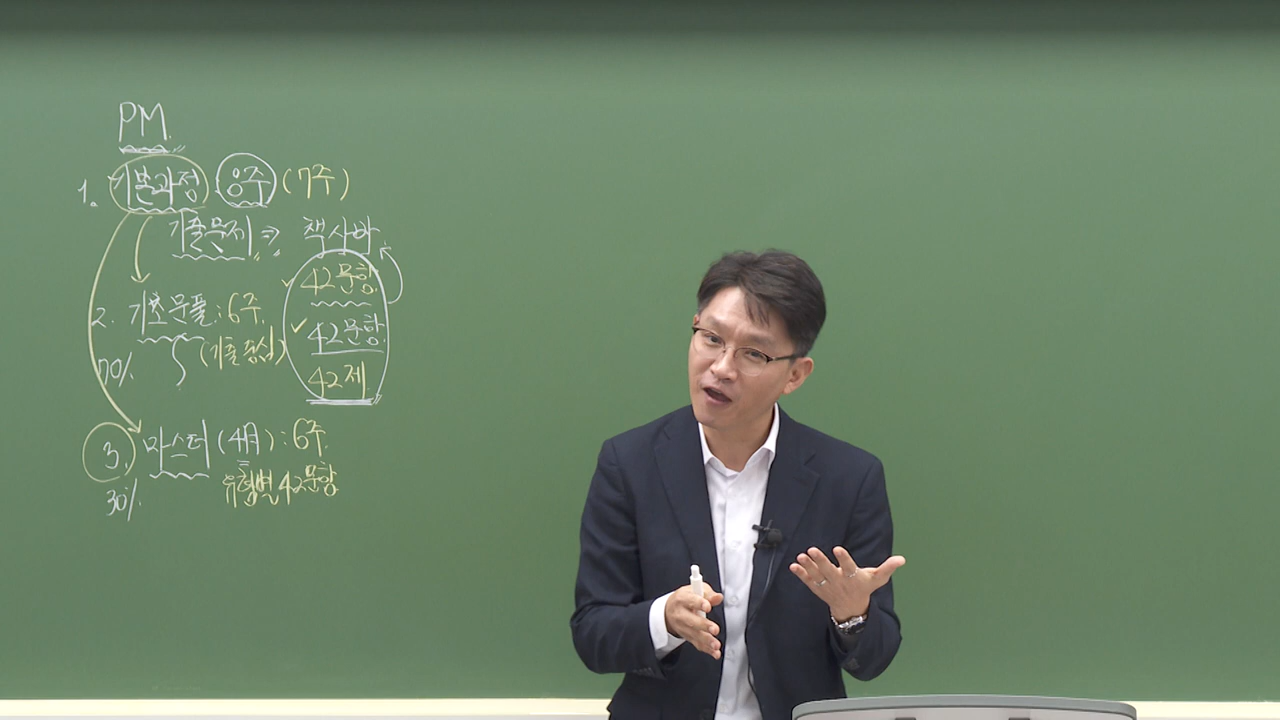 PM.
1. 기본과정 8주 (7주)
기출문제 ⇒ 책사바
42문항
2. 기초문풀 : 6주.
42문항
70% (기출중심)
42제
3. 마스터 (4月) : 6주.
30% 유형별 42문항